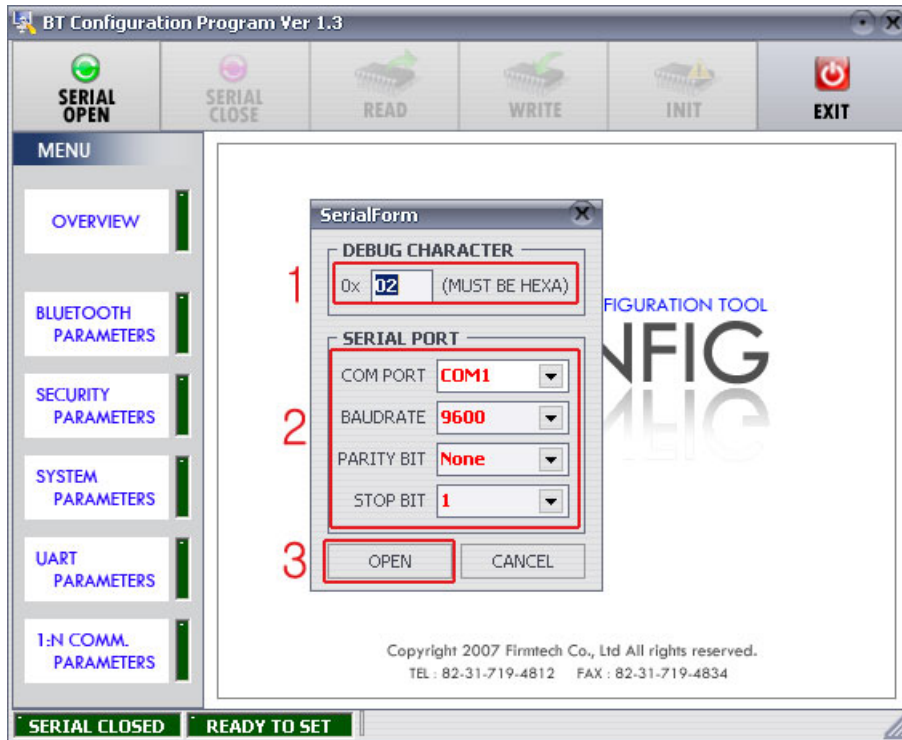 BT Configuration Program Ver 1.3
SERIAL OPEN
SERIAL CLOSE
READ
WRITE
INIT
EXIT
MENU
OVERVIEW
BLUETOOTH
PARAMETERS
SECURITY
PARAMETERS
SYSTEM
PARAMETERS
UART
PARAMETERS
1:N COMM.
PARAMETERS
SerialForm
DEBUG CHARACTER
1
0x 02 (MUST BE HEXA)
SERIAL PORT
2
COM PORT COM1
BAUDRATE 9600
PARITY BIT None
STOP BIT 1
3
OPEN CANCEL
FIGURATION TOOL
NFIG
Copyright 2007 Firmtech Co., Ltd All rights reserved.
TEL : 82-31-719-4812 FAX : 82-31-719-4834
SERIAL CLOSED READY TO SET